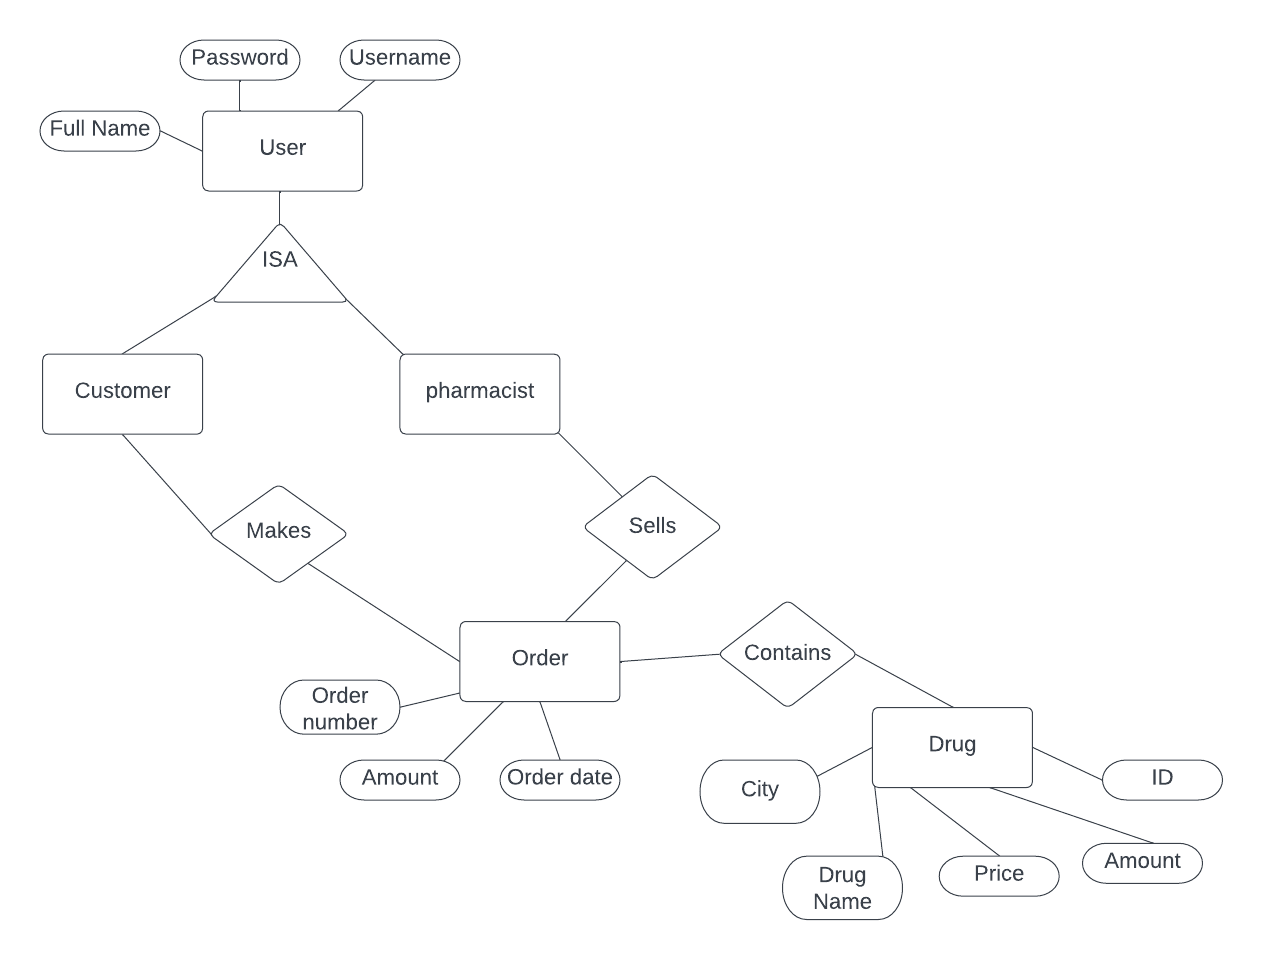 Password
Username
Full Name
User
ISA
Customer
pharmacist
Makes
Sells
Order
Contains
Order
number
Amount
Order date
Drug
City
ID
Drug
Name
Price
Amount